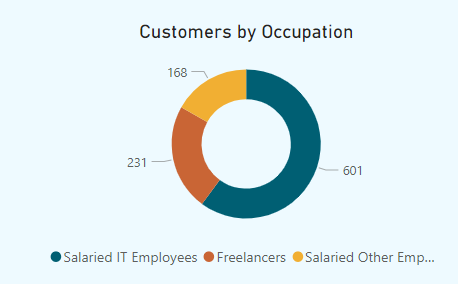 Customers by Occupation
168
231
601
Salaried IT Employees Freelancers Salaried Other Emp...